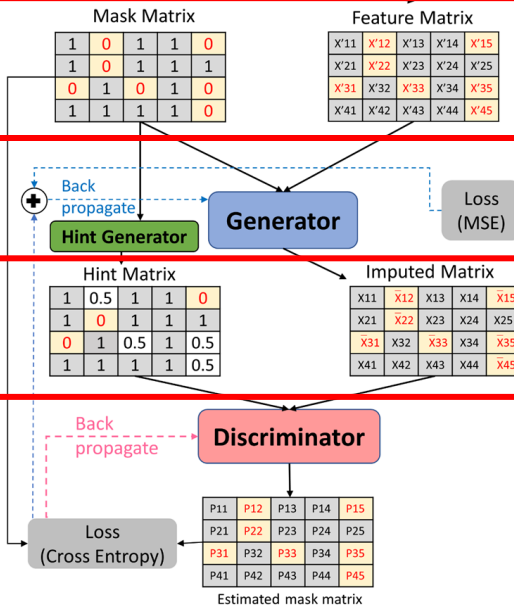 Mask Matrix
1 0 1 1 0
1 0 1 1 1
0 1 0 1 0
1 1 1 1 0
Feature Matrix
X'11 X'12 X'13 X'14 X'15
X'21 X'22 X'23 X'24 X'25
X'31 X'32 X'33 X'34 X'35
X'41 X'42 X'43 X'44 X'45
Back
propagate
+
Generator
Loss
(MSE)
Hint Generator
Hint Matrix
1 0.5 1 1 0
1 0 1 1 1
0 1 0.5 1 0.5
1 1 1 1 0.5
Imputed Matrix
X11 X̅12 X13 X14 X̅15
X21 X̅22 X23 X24 X25
X̅31 X32 X̅33 X34 X̅35
X41 X42 X43 X44 X̅45
Back
propagate
Discriminator
Loss
(Cross Entropy)
P11 P12 P13 P14 P15
P21 P22 P23 P24 P25
P31 P32 P33 P34 P35
P41 P42 P43 P44 P45
Estimated mask matrix